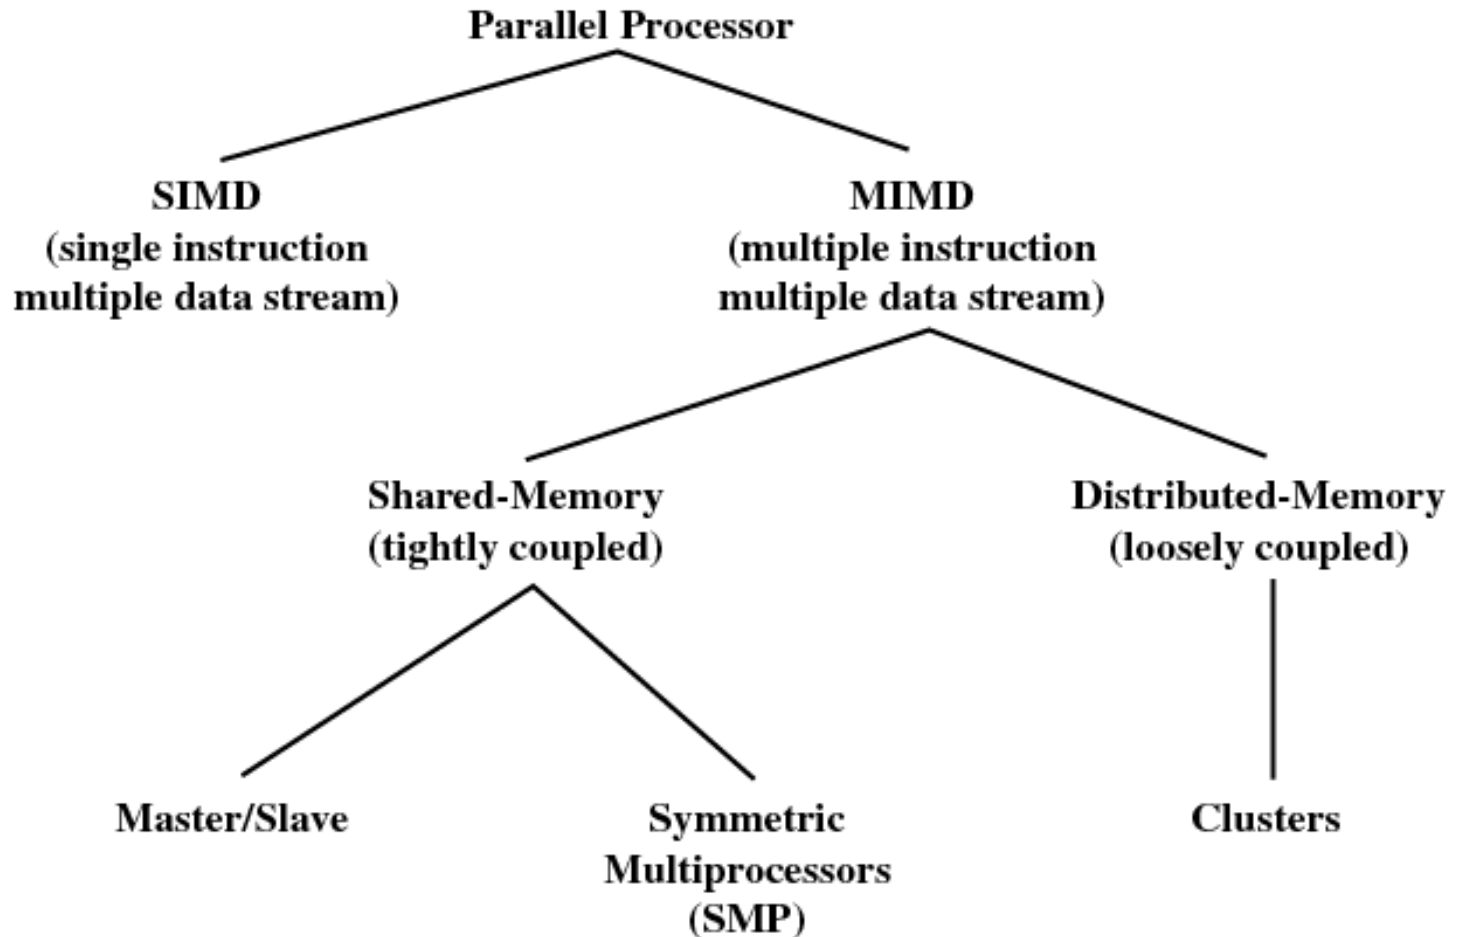 Parallel Processor
SIMD
(single instruction
multiple data stream)
MIMD
(multiple instruction
multiple data stream)
Shared-Memory
(tightly coupled)
Distributed-Memory
(loosely coupled)
Master/Slave
Symmetric
Multiprocessors
(SMP)
Clusters